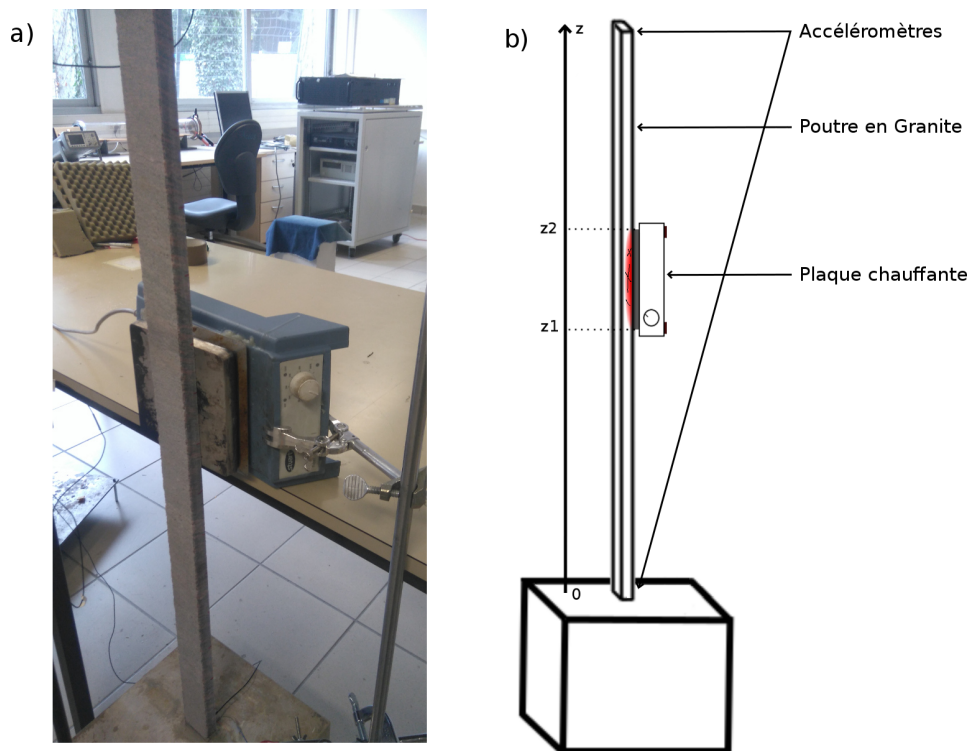 a)
b)
z
Accéléromètres
Poutre en Granite
z2
Plaque chauffante
z1
0